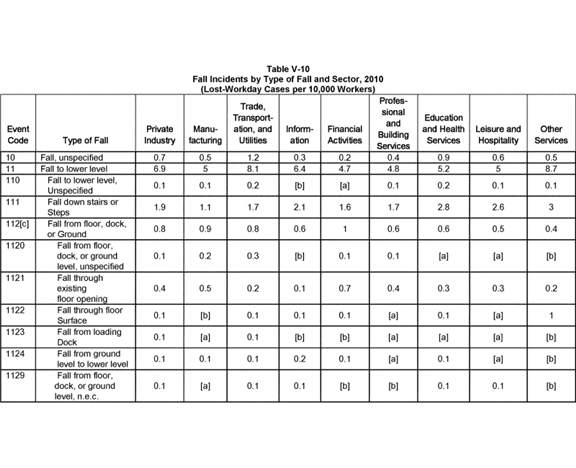 Table V-10
Fall Incidents by Type of Fall and Sector, 2010
(Lost-Workday Cases per 10,000 Workers)
Event Code Type of Fall Private Industry Manu-facturing Trade, Transport-ation, and Utilities Inform-ation Financial Activities Profes-sional and Building Services Education and Health Services Leisure and Hospitality Other Services
10 Fall, unspecified 0.7 0.5 1.2 0.3 0.2 0.4 0.9 0.6 0.5
11 Fall to lower level 6.9 5 8.1 6.4 4.7 4.8 5.2 5 8.7
110 Fall to lower level, Unspecified 0.1 0.1 0.2 [b] [a] 0.1 0.2 0.1 0.1
111 Fall down stairs or Steps 1.9 1.1 1.7 2.1 1.6 1.7 2.8 2.6 3
112[c] Fall from floor, dock, or Ground 0.8 0.9 0.8 0.6 1 0.6 0.6 0.5 0.4
1120 Fall from floor, dock, or ground level, unspecified 0.1 0.2 0.3 [b] 0.1 0.1 [a] [a] [b]
1121 Fall through existing floor opening 0.4 0.5 0.2 0.1 0.7 0.4 0.3 0.3 0.2
1122 Fall through floor Surface 0.1 [b] 0.1 0.1 0.1 [a] 0.1 [a] 1
1123 Fall from loading Dock 0.1 [a] 0.1 [b] [b] [a] [a] [a] [b]
1124 Fall from ground level to lower level 0.1 0.1 0.1 0.2 0.1 [a] 0.1 [a] [b]
1129 Fall from floor, dock, or ground level, n.e.c. 0.1 [a] 0.1 0.1 [b] [b] 0.1 0.1 [b]